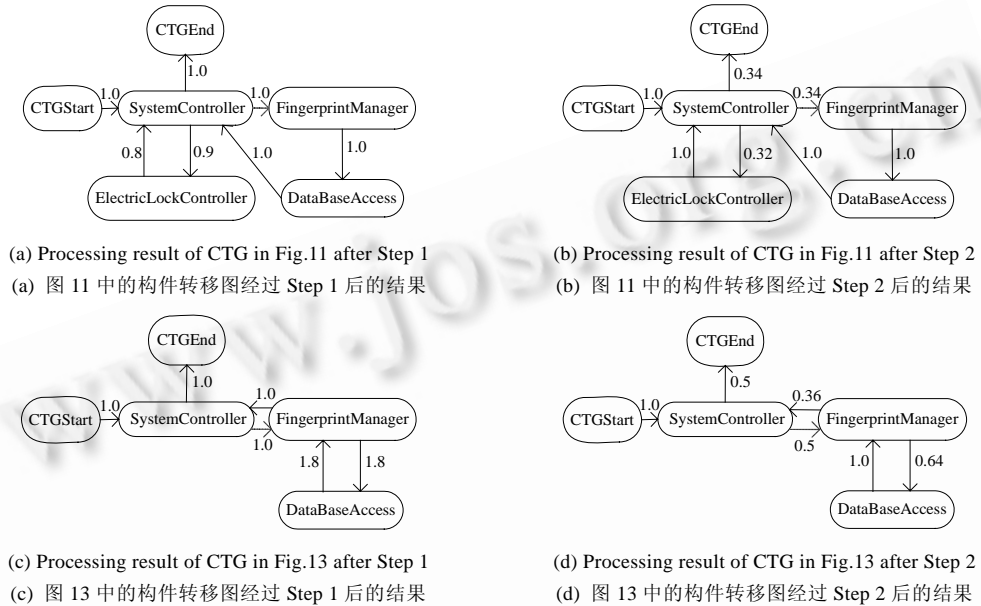 CTGEnd
1.0
CTGStart
1.0
SystemController
1.0
FingerprintManager
0.8
0.9
1.0
1.0
ElectricLockController
DataBaseAccess
(a) Processing result of CTG in Fig.11 after Step 1
(a) 图 11 中的构件转移图经过 Step 1 后的结果
CTGEnd
0.34
CTGStart
1.0
SystemController
0.34
FingerprintManager
1.0
0.32
1.0
1.0
ElectricLockController
DataBaseAccess
(b) Processing result of CTG in Fig.11 after Step 2
(b) 图 11 中的构件转移图经过 Step 2 后的结果
CTGEnd
1.0
CTGStart
1.0
SystemController
1.0
1.0
FingerprintManager
1.8
1.8
DataBaseAccess
(c) Processing result of CTG in Fig.13 after Step 1
(c) 图 13 中的构件转移图经过 Step 1 后的结果
CTGEnd
0.5
CTGStart
1.0
SystemController
0.36
0.5
FingerprintManager
1.0
0.64
DataBaseAccess
(d) Processing result of CTG in Fig.13 after Step 2
(d) 图 13 中的构件转移图经过 Step 2 后的结果
www.jos.org.cn